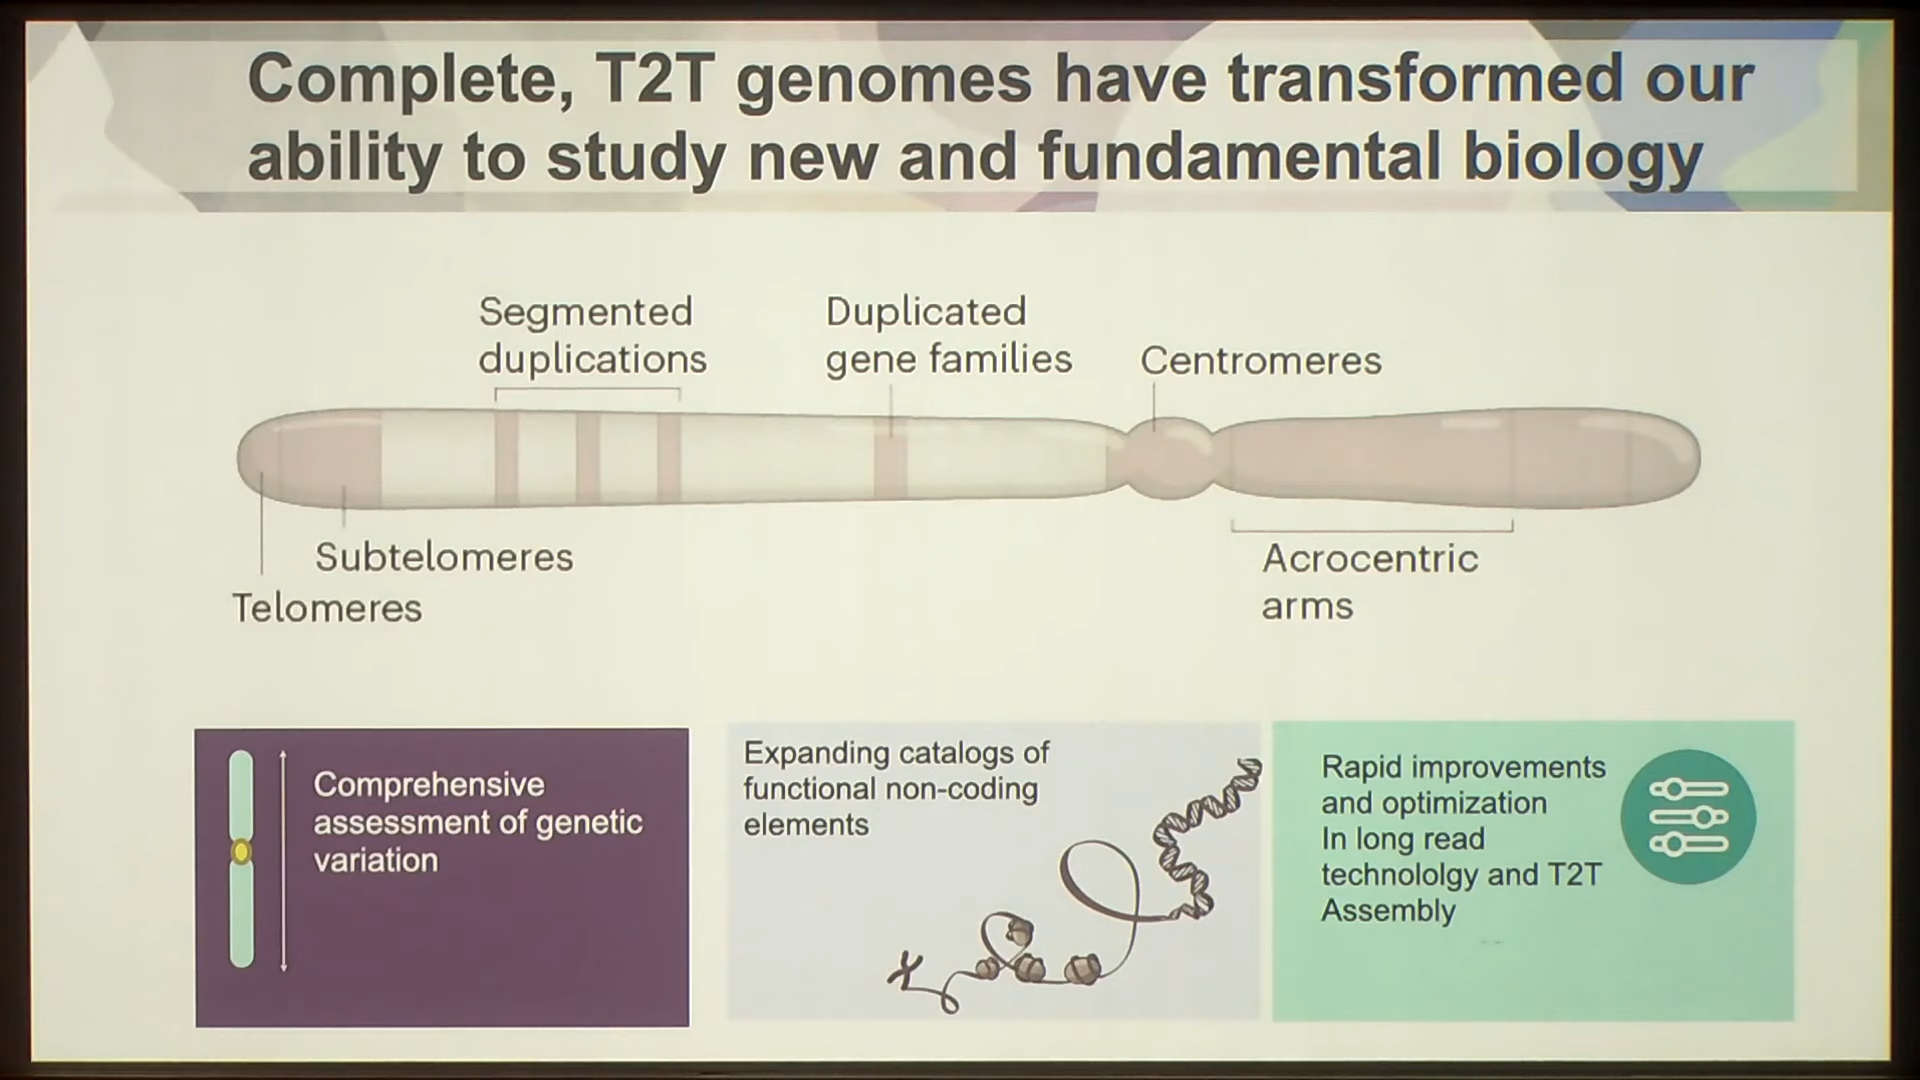 Complete, T2T genomes have transformed our
ability to study new and fundamental biology
Segmented
duplications
Duplicated
gene families
Centromeres
Subtelomeres
Telomeres
Acrocentric
arms
Comprehensive
assessment of genetic
variation
Expanding catalogs of
functional non-coding
elements
Rapid improvements
and optimization
In long read
technololgy and T2T
Assembly